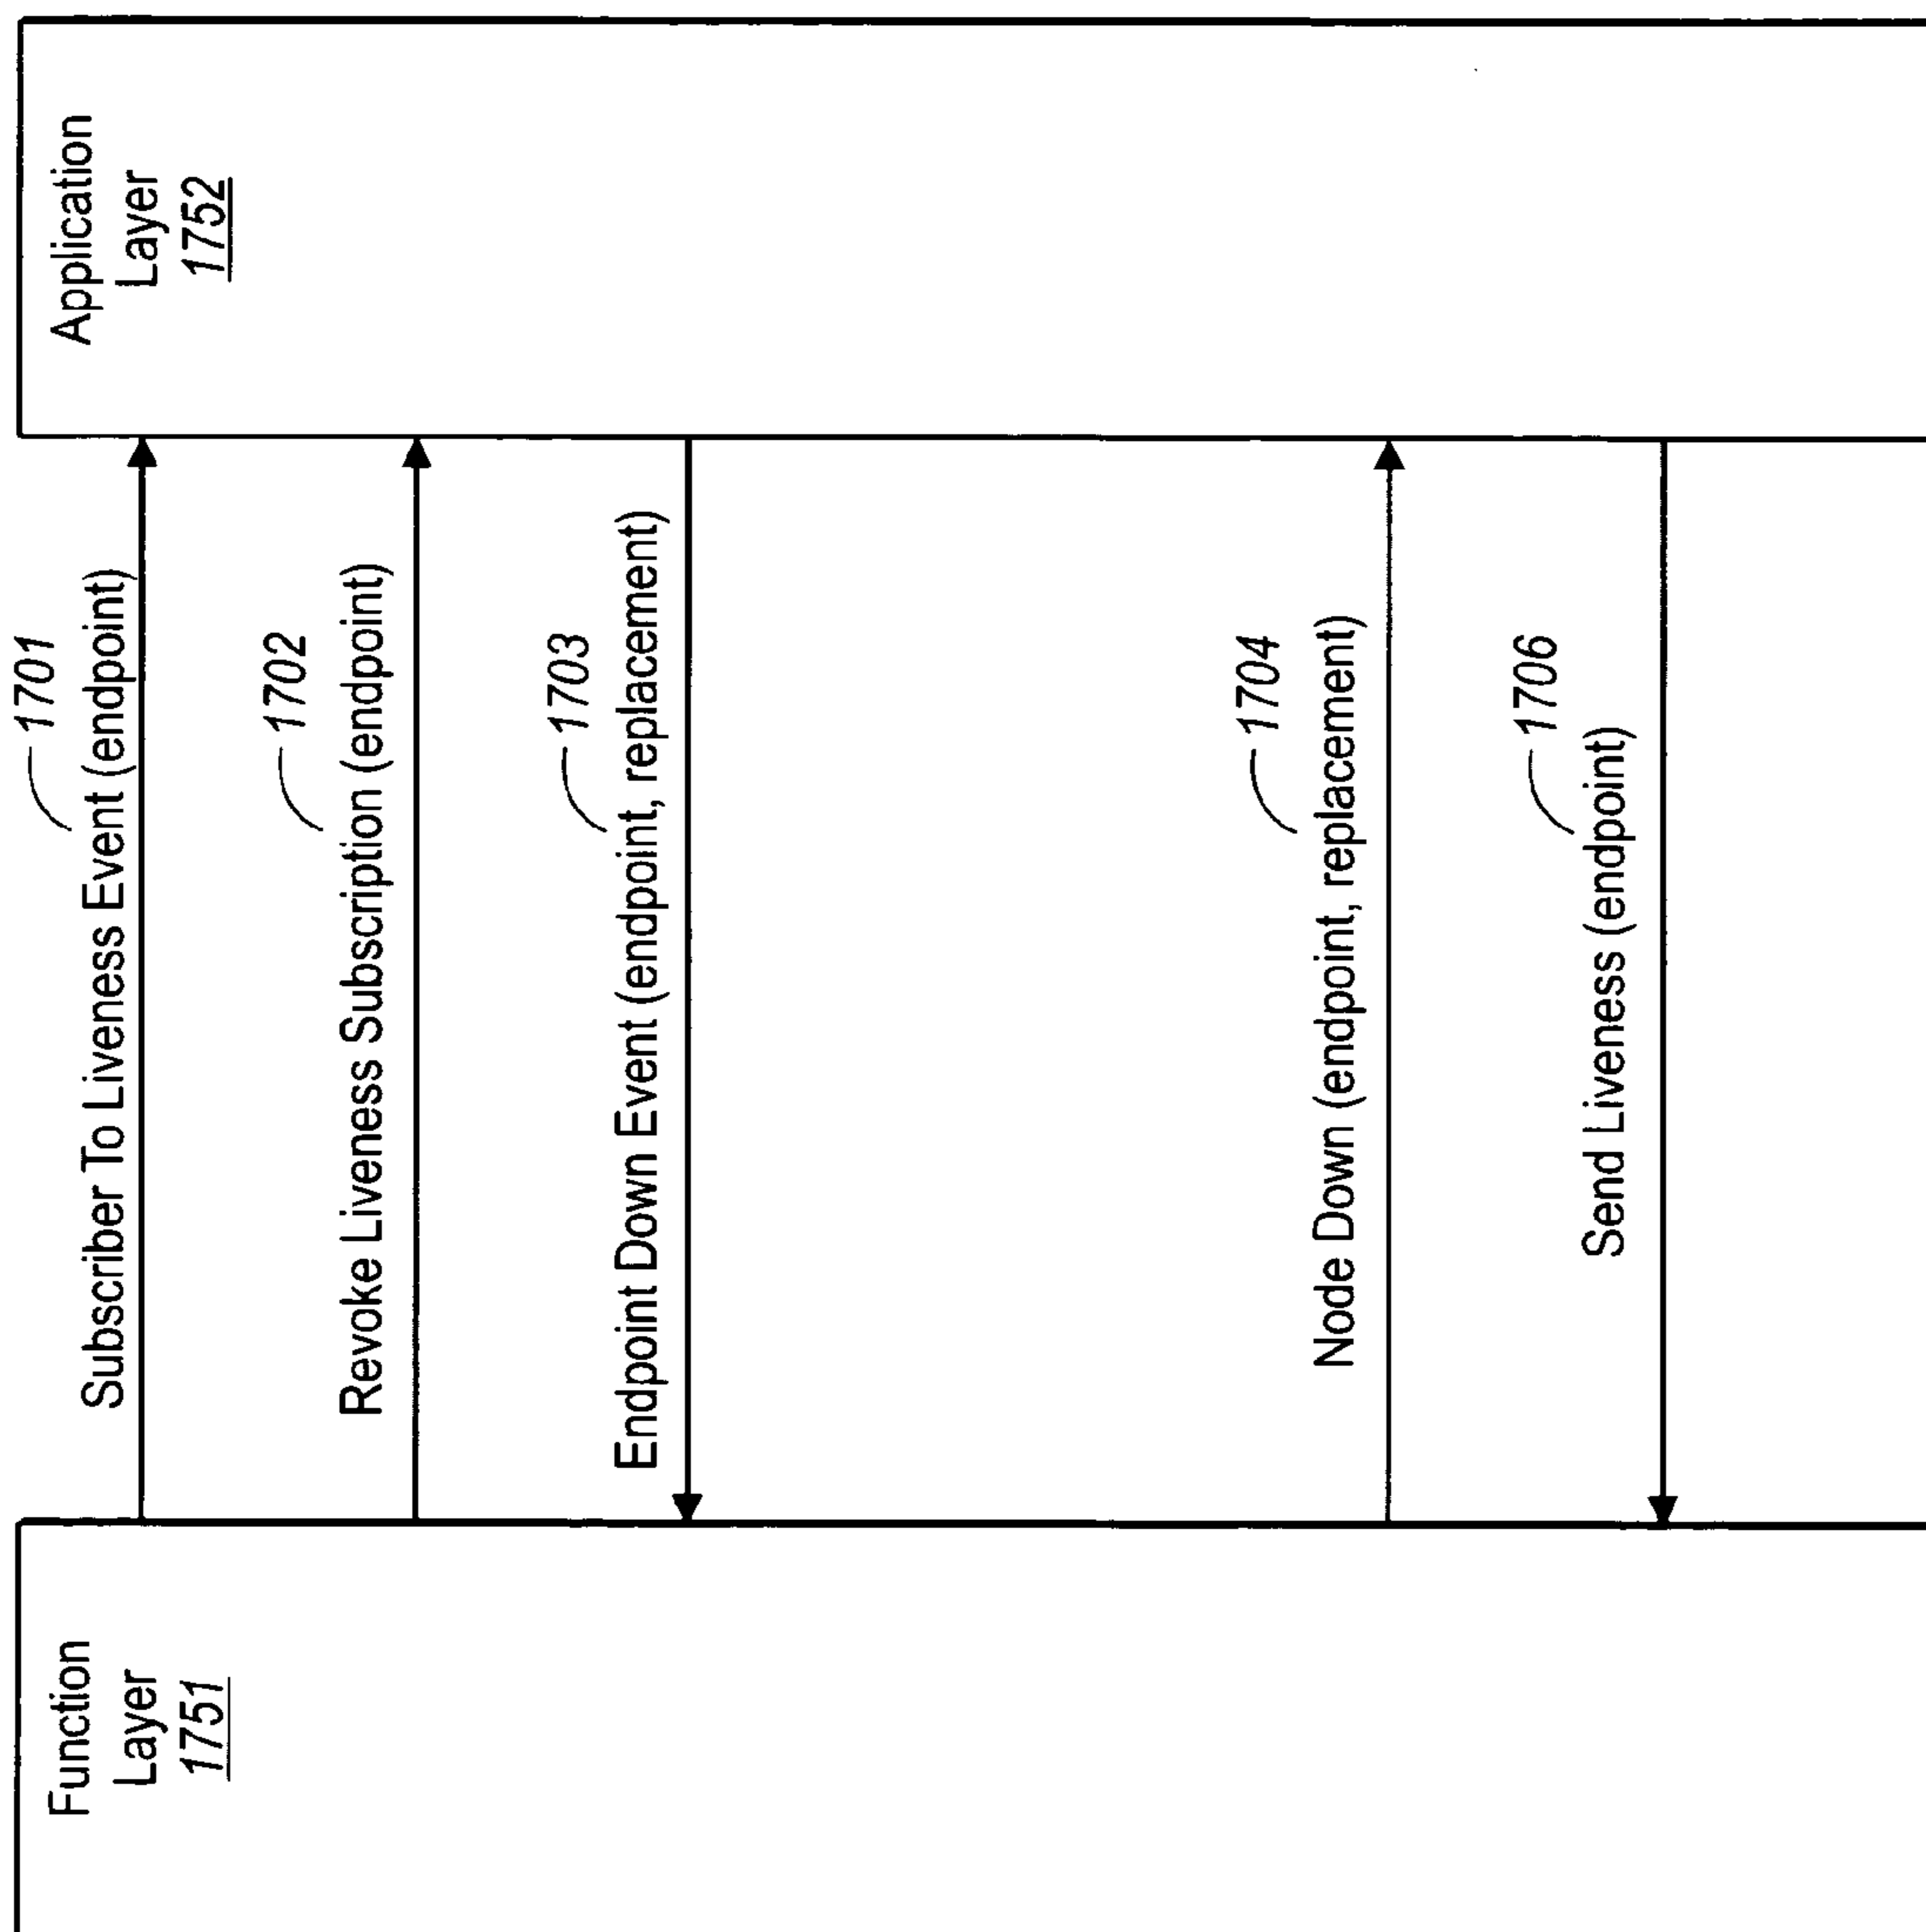 Function
Layer
1751
Application
Layer
1752
1701
Subscriber To Liveness Event (endpoint)
1702
Revoke Liveness Subscription (endpoint)
1703
Endpoint Down Event (endpoint, replacement)
1704
Node Down (endpoint, replacement)
1706
Send Liveness (endpoint)